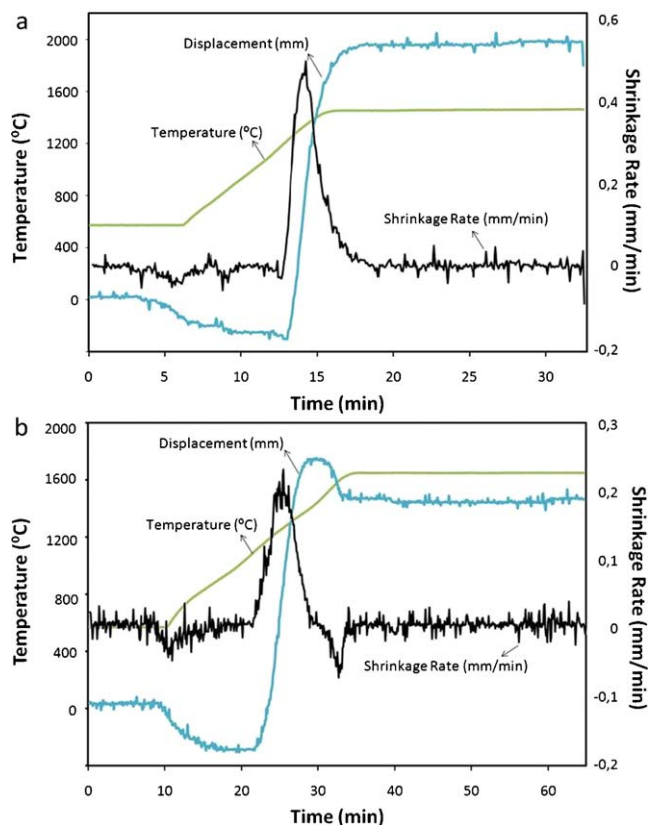 a
Temperature (ºC)
2000
1600
1200
800
400
0
Displacement (mm)
Temperature (ºC)
Shrinkage Rate (mm/min)
0,6
0,4
0,2
0
-0,2
Shrinkage Rate (mm/min)
0 5 10 15 20 25 30
Time (min)
b
Temperature (ºC)
2000
1600
1200
800
400
0
Displacement (mm)
Temperature (ºC)
Shrinkage Rate (mm/min)
0,3
0,2
0,1
0
-0,1
-0,2
Shrinkage Rate (mm/min)
0 10 20 30 40 50 60
Time (min)